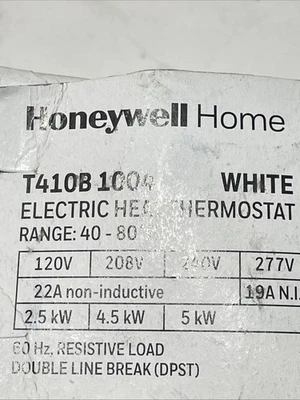 Honeywell Home
T410B 1004 WHITE
ELECTRIC HEAT THERMOSTAT
RANGE: 40 - 80
120V 208V 240V 277V
22A non-inductive 19A N.I.
2.5 kW 4.5 kW 5 kW
60 Hz. RESISTIVE LOAD
DOUBLE LINE BREAK (DPST)